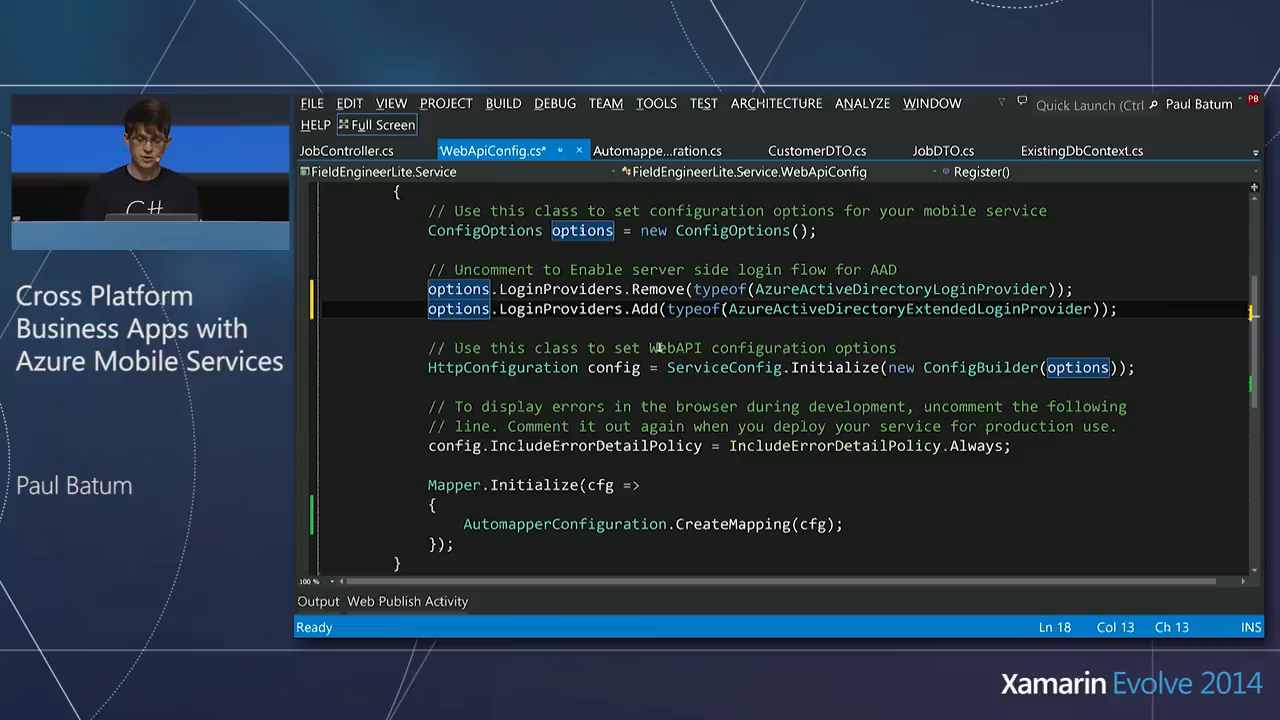 FILE EDIT VIEW PROJECT BUILD DEBUG TEAM TOOLS TEST ARCHITECTURE ANALYZE WINDOW Quick Launch (Ctrl Paul Batum PB
HELP Full Screen
JobController.cs WebApiConfig.cs* × Automappe...ration.cs CustomerDTO.cs JobDTO.cs ExistingDbContext.cs
FieldEngineerLite.Service FieldEngineerLite.Service.WebApiConfig Register()
{
// Use this class to set configuration options for your mobile service
ConfigOptions options = new ConfigOptions();
// Uncomment to Enable server side login flow for AAD
options.LoginProviders.Remove(typeof(AzureActiveDirectoryLoginProvider));
options.LoginProviders.Add(typeof(AzureActiveDirectoryExtendedLoginProvider));
// Use this class to set WebAPI configuration options
HttpConfiguration config = ServiceConfig.Initialize(new ConfigBuilder(options));
// To display errors in the browser during development, uncomment the following
// line. Comment it out again when you deploy your service for production use.
config.IncludeErrorDetailPolicy = IncludeErrorDetailPolicy.Always;
Mapper.Initialize(cfg =>
{
AutomapperConfiguration.CreateMapping(cfg);
});
}
100 %
Output Web Publish Activity
Ready Ln 18 Col 13 Ch 13 INS
C#
Cross Platform
Business Apps with
Azure Mobile Services
Paul Batum
Xamarin Evolve 2014